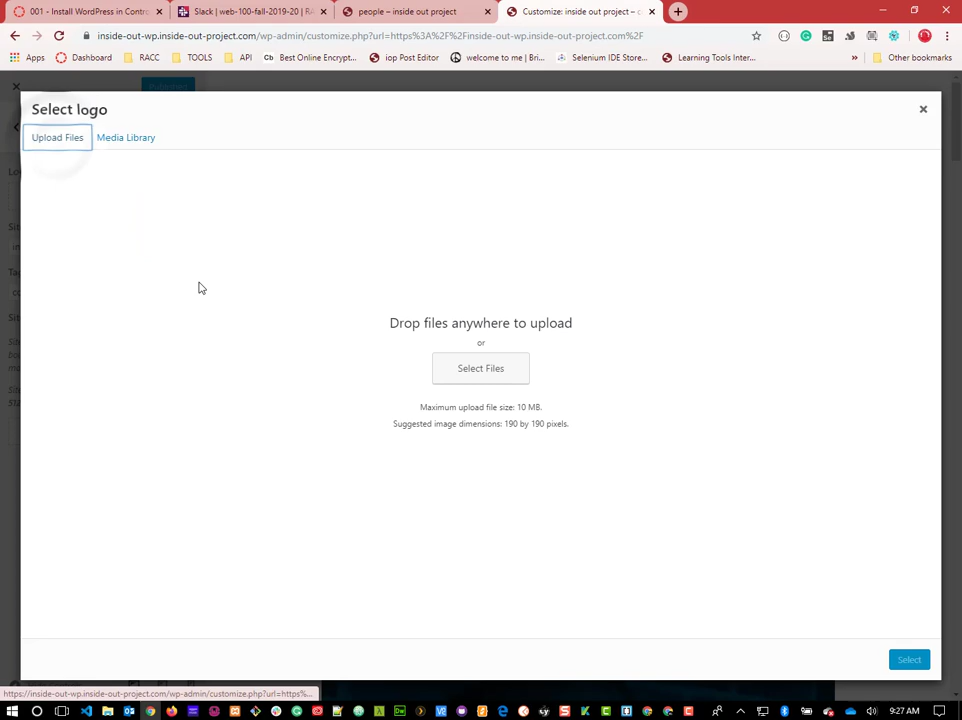 001 - Install WordPress in Contro
Slack | web-100-fall-2019-20 | RA
people – inside out project
Customize: inside out project – c
inside-out-wp.inside-out-project.com/wp-admin/customize.php?url=https%3A%2F%2Finside-out-wp.inside-out-project.com%2F
Apps
Dashboard
RACC
TOOLS
API
Cb
Best Online Encrypt...
iop Post Editor
welcome to me | Bri...
Selenium IDE Store...
Learning Tools Inter...
»
Other bookmarks
Select logo
Upload Files
Media Library
Drop files anywhere to upload
or
Select Files
Maximum upload file size: 10 MB.
Suggested image dimensions: 190 by 190 pixels.
Select
https://inside-out-wp.inside-out-project.com/wp-admin/customize.php?url=https%...
9:27 AM